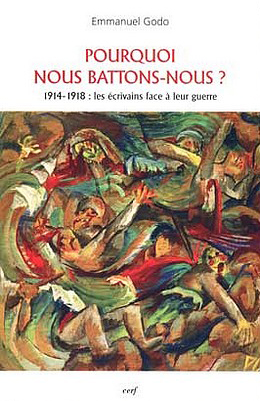 Emmanuel Godo
POURQUOI
NOUS BATTONS-NOUS ?
1914-1918 : les écrivains face à leur guerre
cerf